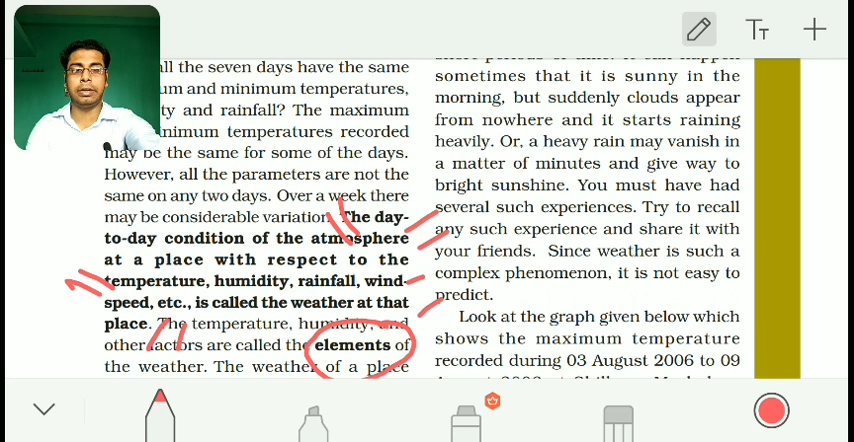 all the seven days have the same
um and minimum temperatures,
ty and rainfall? The maximum
nimum temperatures recorded
may be the same for some of the days.
However, all the parameters are not the
same on any two days. Over a week there
may be considerable variation. The day-
to-day condition of the atmosphere
at a place with respect to the
temperature, humidity, rainfall, wind-
speed, etc., is called the weather at that
place. The temperature, humidity, and
other factors are called the elements of
the weather. The weather of a place
sometimes that it is sunny in the
morning, but suddenly clouds appear
from nowhere and it starts raining
heavily. Or, a heavy rain may vanish in
a matter of minutes and give way to
bright sunshine. You must have had
several such experiences. Try to recall
any such experience and share it with
your friends. Since weather is such a
complex phenomenon, it is not easy to
predict.
Look at the graph given below which
shows the maximum temperature
recorded during 03 August 2006 to 09
TT